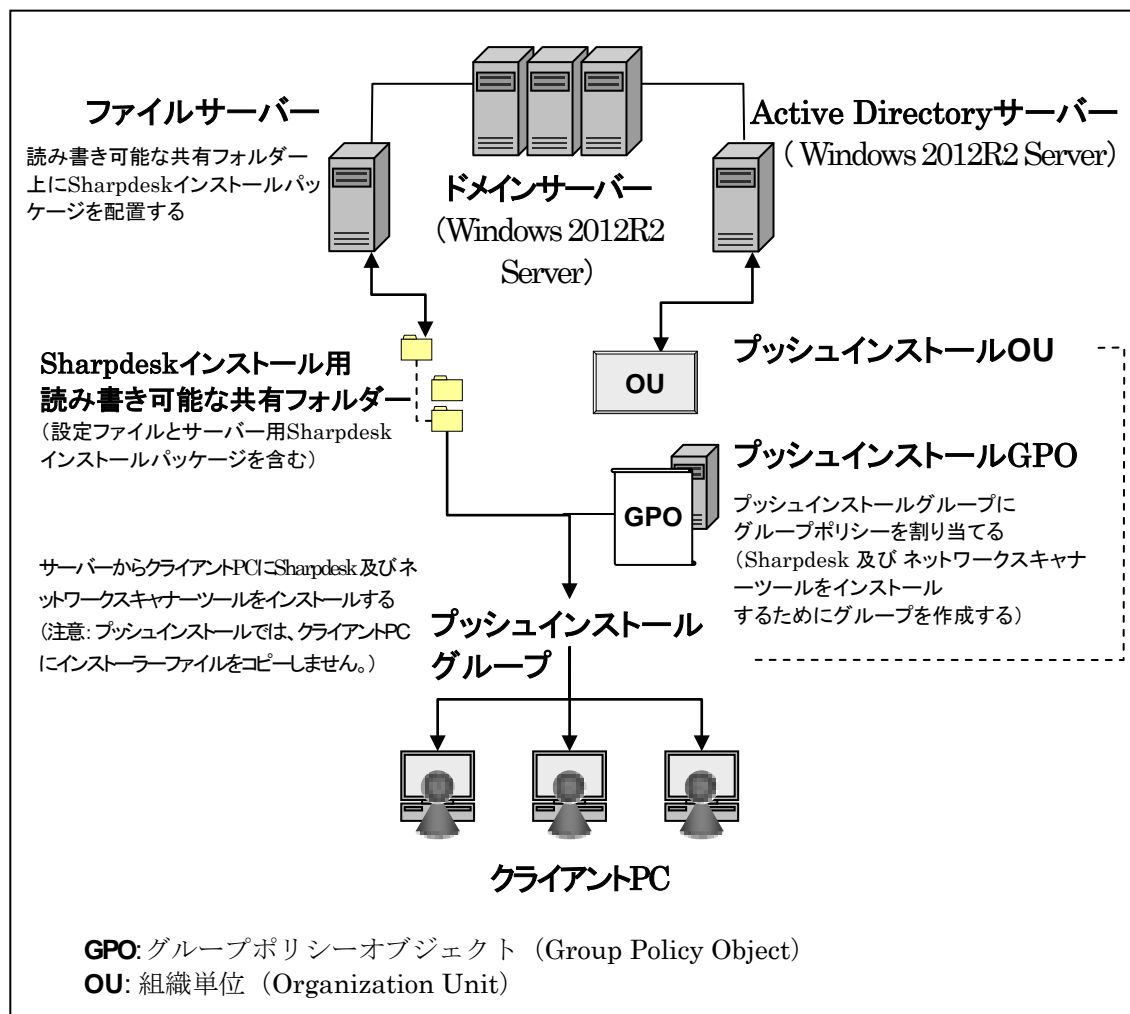 ファイルサーバー
読み書き可能な共有フォルダー
上にSharpdeskインストールパッ
ケージを配置する
ドメインサーバー
(Windows 2012R2
Server)
Active Directoryサーバー
( Windows 2012R2 Server)
Sharpdeskインストール用
読み書き可能な共有フォルダー
(設定ファイルとサーバー用Sharpdesk
インストールパッケージを含む)
OU
プッシュインストールOU
GPO
プッシュインストールGPO
プッシュインストールグループに
グループポリシーを割り当てる
(Sharpdesk 及び ネットワークスキャナ
ーツールをインストール
するためにグループを作成する)
サーバーからクライアントPCにSharpdesk 及びネ
ットワークスキャナーツールをインストールする
(注意: プッシュインストールでは、クライアントPC
にインストーラーファイルをコピーしません。)
プッシュインストール
グループ
クライアントPC
GPO: グループポリシーオブジェクト (Group Policy Object)
OU: 組織単位 (Organization Unit)